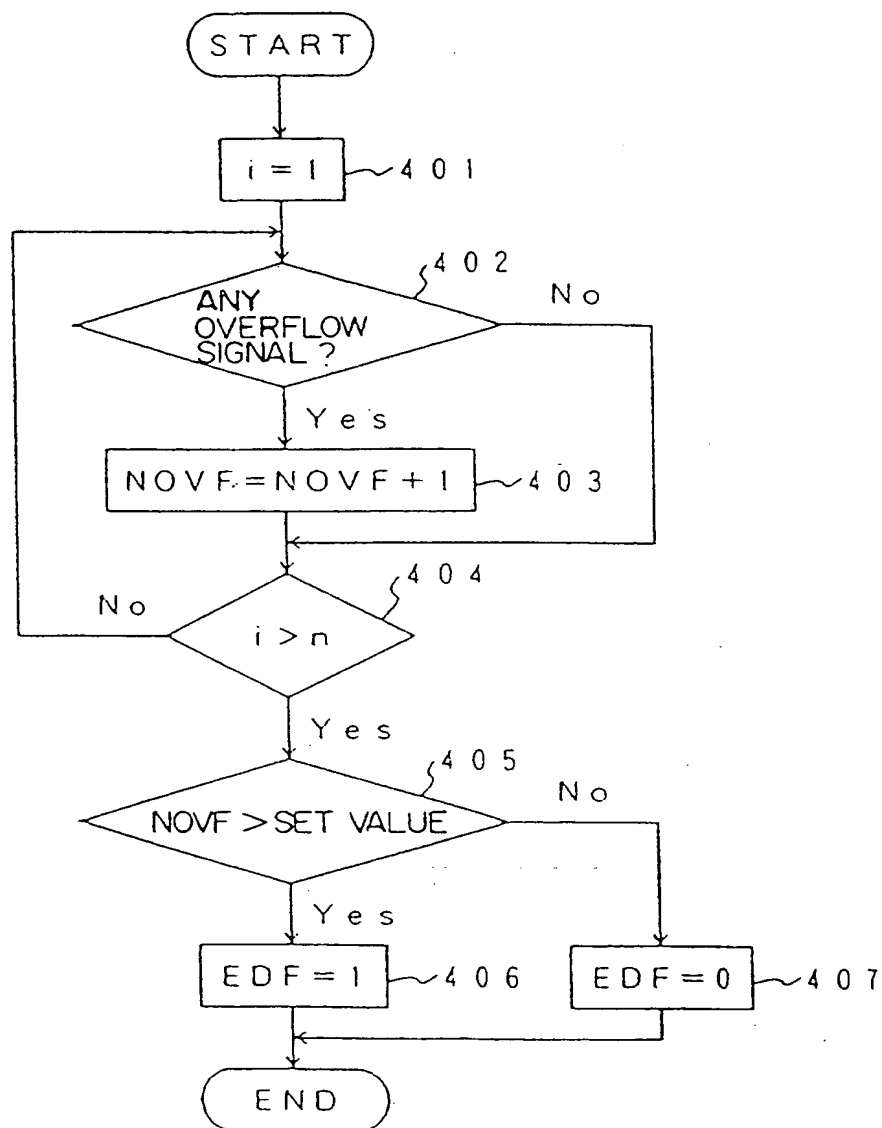 START
i = 1
401
402
ANY
OVERFLOW
SIGNAL ?
No
Yes
NOVF = NOVF + 1
403
404
No
i > n
Yes
405
NOVF > SET VALUE
No
Yes
EDF = 1
406
EDF = 0
407
END